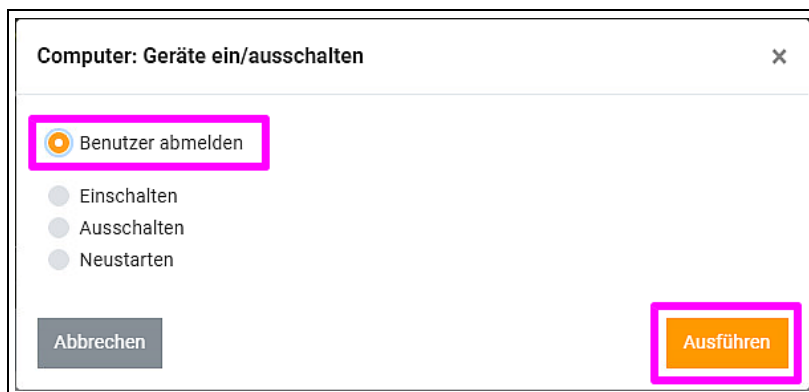 Computer: Geräte ein/ausschalten ×
Benutzer abmelden
Einschalten
Ausschalten
Neustarten
Abbrechen Ausführen